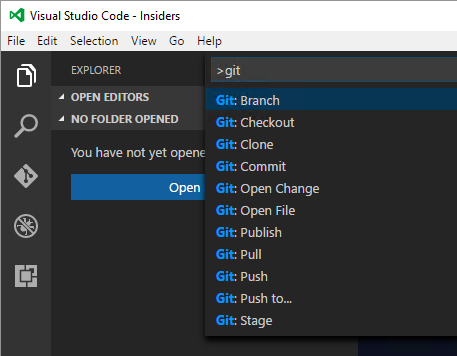 Visual Studio Code - Insiders
File Edit Selection View Go Help
EXPLORER
OPEN EDITORS
NO FOLDER OPENED
You have not yet opene
Open
>git
Git: Branch
Git: Checkout
Git: Clone
Git: Commit
Git: Open Change
Git: Open File
Git: Publish
Git: Pull
Git: Push
Git: Push to...
Git: Stage